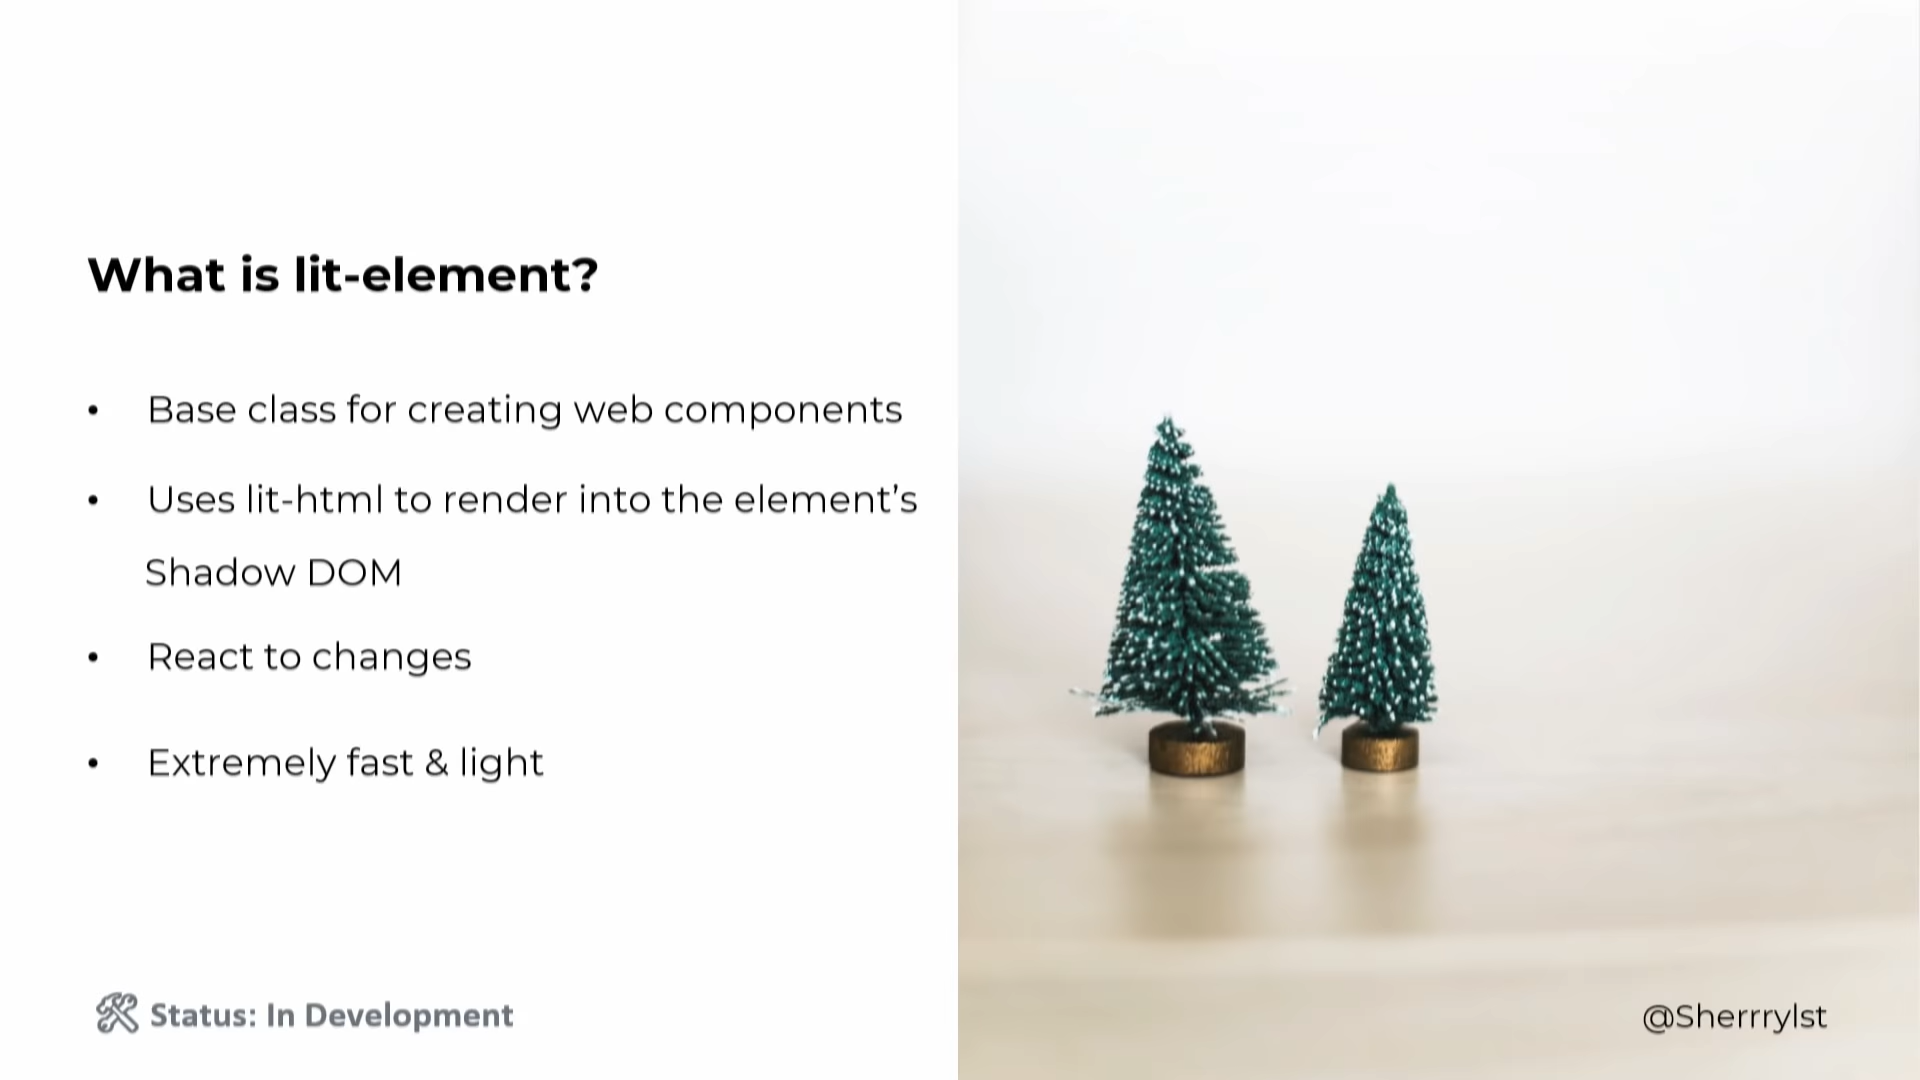 What is lit-element?
• Base class for creating web components
• Uses lit-html to render into the element’s
Shadow DOM
• React to changes
• Extremely fast & light
Status: In Development
@Sherrrylst